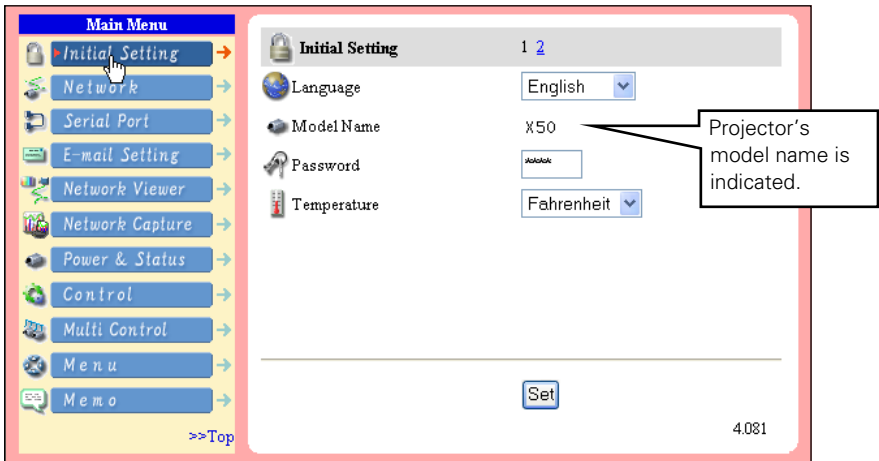 Main Menu
Initial Setting
Network
Serial Port
E-mail Setting
Network Viewer
Network Capture
Power & Status
Control
Multi Control
Menu
Memo
>>Top
Initial Setting 1 2
Language English
Model Name X50
Password ****
Temperature Fahrenheit
Set
4.081
Projector's
model name is
indicated.